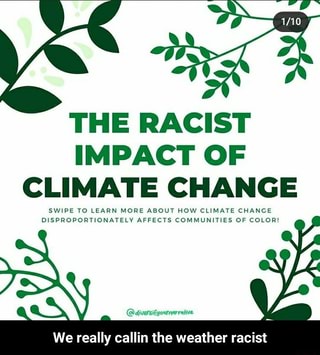 1/10
THE RACIST
IMPACT OF
CLIMATE CHANGE
SWIPE TO LEARN MORE ABOUT HOW CLIMATE CHANGE
DISPROPORTIONATELY AFFECTS COMMUNITIES OF COLOR!
@diversifyournarrative
We really callin the weather racist